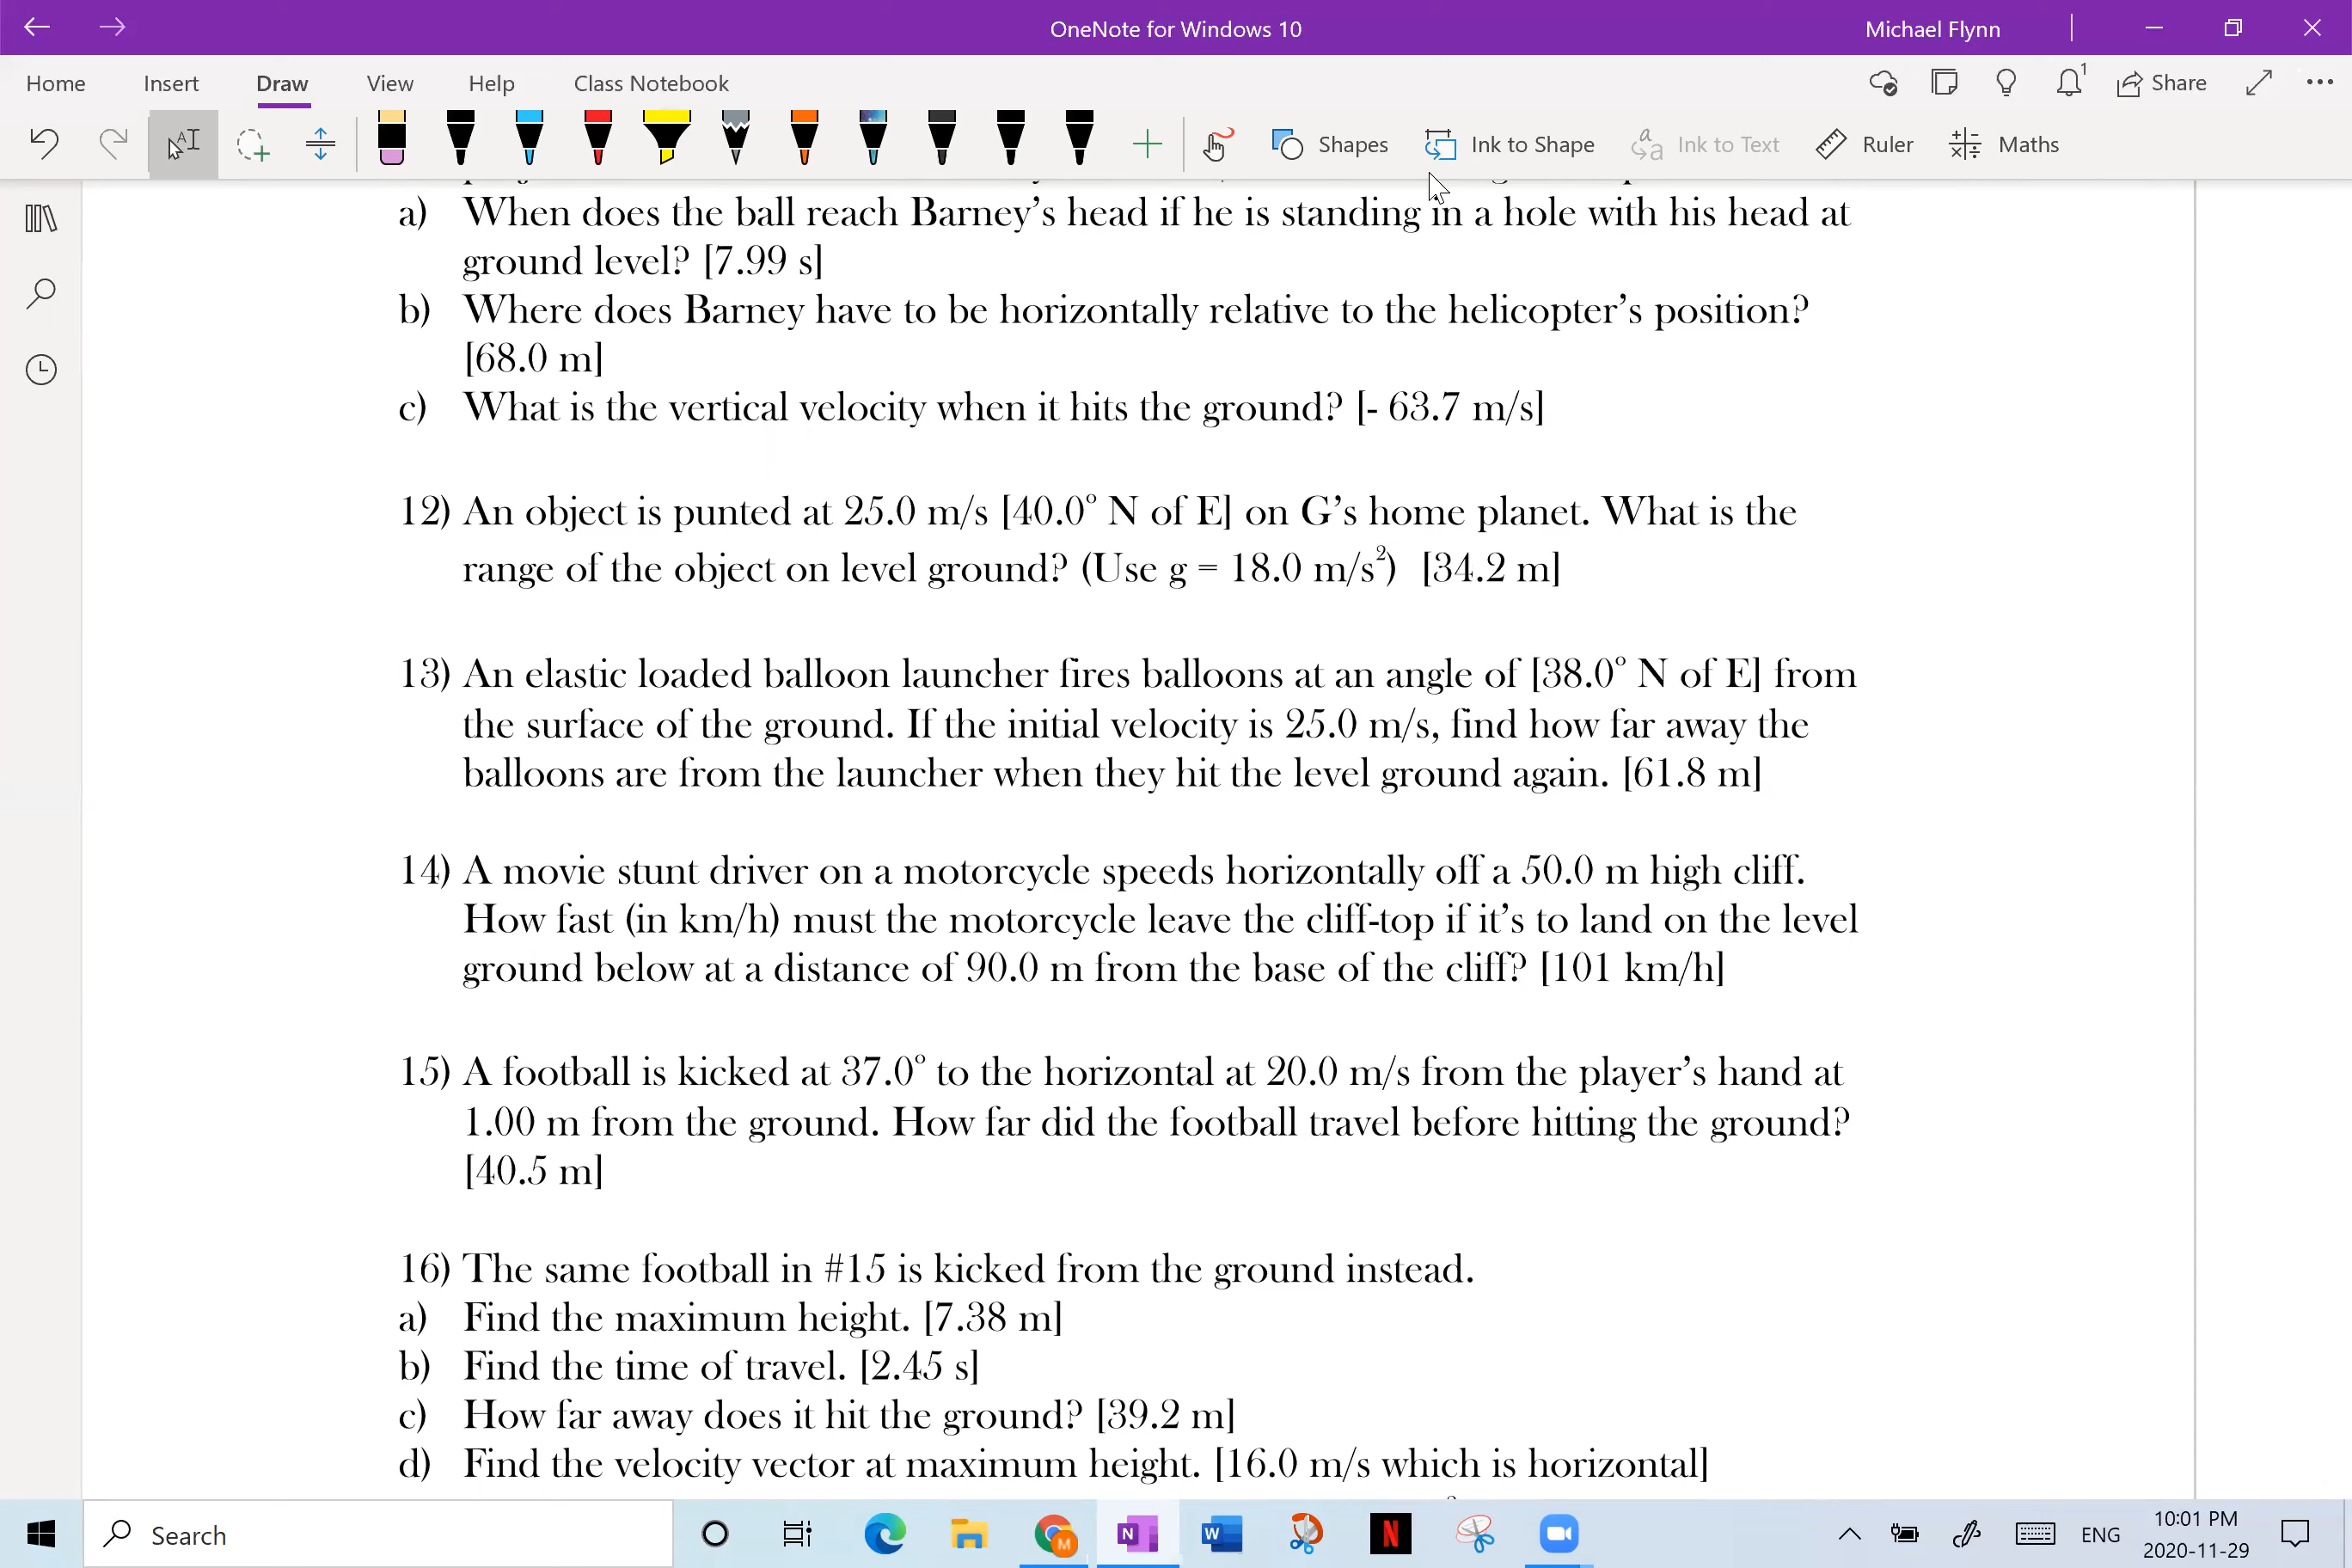 OneNote for Windows 10
Michael Flynn
Home Insert Draw View Help Class Notebook
1
Share
Shapes Ink to Shape Ink to Text Ruler Maths
a) When does the ball reach Barney's head if he is standing in a hole with his head at
ground level? [7.99 s]
b) Where does Barney have to be horizontally relative to the helicopter's position?
[68.0 m]
c) What is the vertical velocity when it hits the ground? [- 63.7 m/s]
12) An object is punted at 25.0 m/s [40.0° N of E] on G's home planet. What is the
range of the object on level ground? (Use g = 18.0 m/s²) [34.2 m]
13) An elastic loaded balloon launcher fires balloons at an angle of [38.0° N of E] from
the surface of the ground. If the initial velocity is 25.0 m/s, find how far away the
balloons are from the launcher when they hit the level ground again. [61.8 m]
14) A movie stunt driver on a motorcycle speeds horizontally off a 50.0 m high cliff.
How fast (in km/h) must the motorcycle leave the cliff-top if it's to land on the level
ground below at a distance of 90.0 m from the base of the cliff? [101 km/h]
15) A football is kicked at 37.0° to the horizontal at 20.0 m/s from the player's hand at
1.00 m from the ground. How far did the football travel before hitting the ground?
[40.5 m]
16) The same football in #15 is kicked from the ground instead.
a) Find the maximum height. [7.38 m]
b) Find the time of travel. [2.45 s]
c) How far away does it hit the ground? [39.2 m]
d) Find the velocity vector at maximum height. [16.0 m/s which is horizontal]
Search
ENG
10:01 PM
2020-11-29